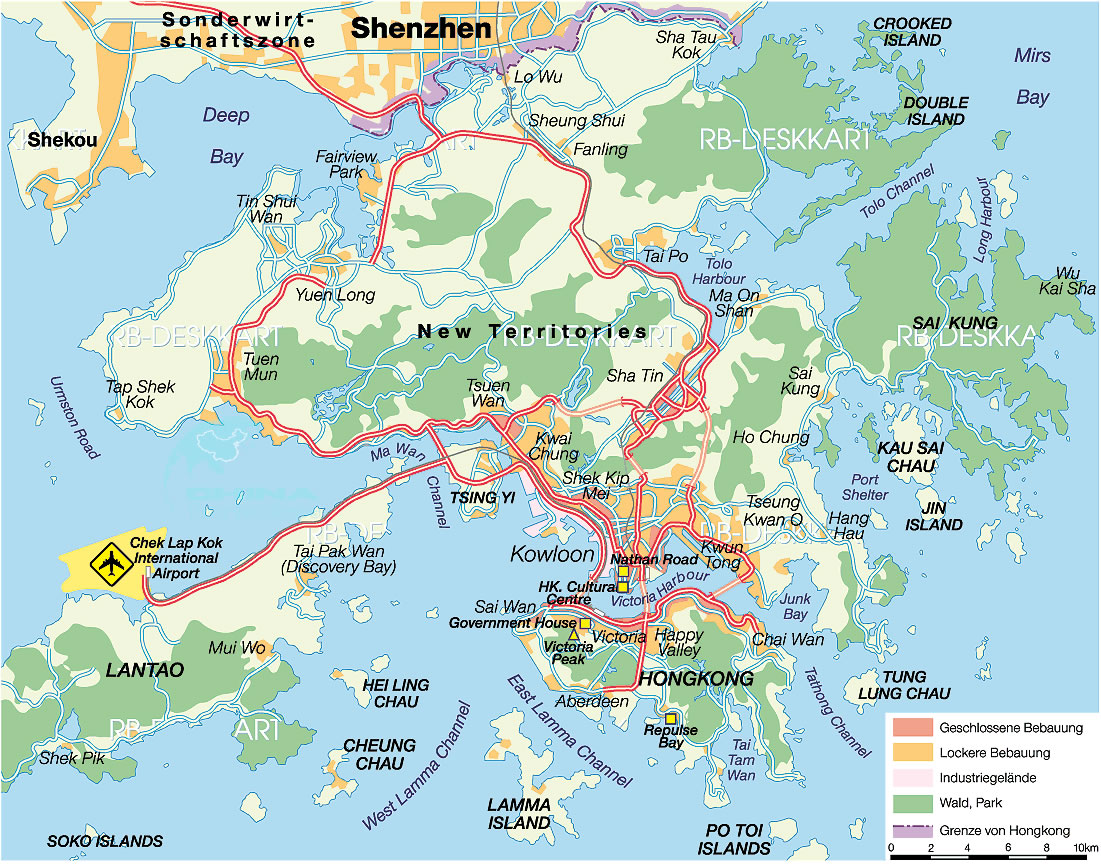 Sonderwirt-
schaftszone
Shenzhen
CROOKED
ISLAND
Sha Tau
Kok
Mirs
Bay
Lo Wu
Deep
Bay
DOUBLE
ISLAND
Shekou
Sheung Shui
Fanling
RB-DESKKART
Fairview
Park
Tolo Channel
Long Harbour
Tin Shui
Wan
Tai Po
Tolo
Harbour
Wu
Kai Sha
Yuen Long
Ma On
Shan
New Territories
SAI KUNG
RB-DESKKART
RB-DESKKART
RB-DESKKA
Tuen
Mun
Tap Shek
Kok
Tsuen
Wan
Sha Tin
Sai
Kung
Urmston Road
Ma Wan
Channel
Kwai
Chung
Ho Chung
KAU SAI
CHAU
TSING YI
Shek Kip
Mei
Port
Shelter
CHINA
Tseung
Kwan O
Hang
Hau
JIN
ISLAND
RB-DE
RB-DESKKA
Chek Lap Kok
International
Airport
Tai Pak Wan
(Discovery Bay)
Kowloon
Nathan Road
Kwun
Tong
HK. Cultural
Centre
Victoria Harbour
Sai Wan
Government House
Junk
Bay
Victoria
Victoria
Peak
Happy
Valley
Chai Wan
Mui Wo
LANTAO
HEI LING
CHAU
HONGKONG
Aberdeen
TUNG
LUNG CHAU
Tathong Channel
East Lamma Channel
West Lamma Channel
Repulse
Bay
Tai
Tam
Wan
RB-DESKKART
Shek Pik
CHEUNG
CHAU
LAMMA
ISLAND
SOKO ISLANDS
PO TOI
ISLANDS
Geschlossene Bebauung
Lockere Bebauung
Industriegelände
Wald, Park
Grenze von Hongkong
0 2 4 6 8 10km